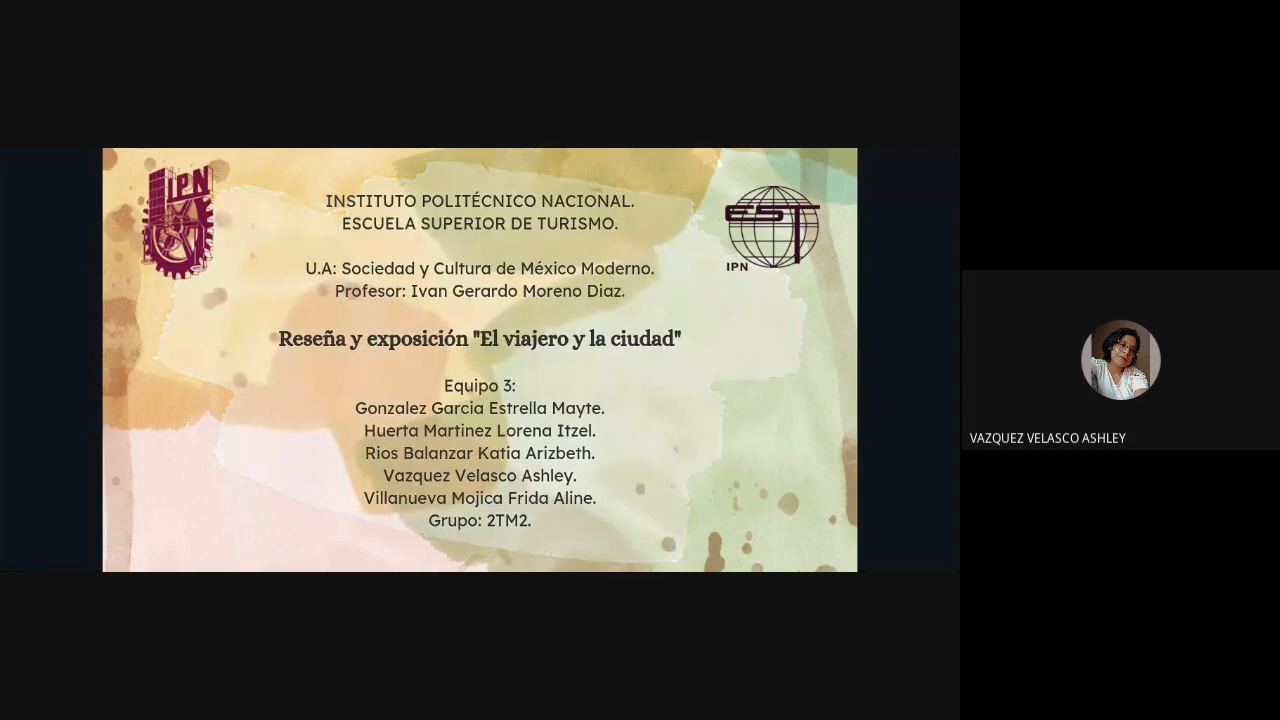 IPN
INSTITUTO POLITÉCNICO NACIONAL.
ESCUELA SUPERIOR DE TURISMO.
EST
IPN
U.A: Sociedad y Cultura de México Moderno.
Profesor: Ivan Gerardo Moreno Diaz.
Reseña y exposición "El viajero y la ciudad"
Equipo 3:
Gonzalez Garcia Estrella Mayte.
Huerta Martinez Lorena Itzel.
Rios Balanzar Katia Arizbeth.
Vazquez Velasco Ashley.
Villanueva Mojica Frida Aline.
Grupo: 2TM2.
VAZQUEZ VELASCO ASHLEY